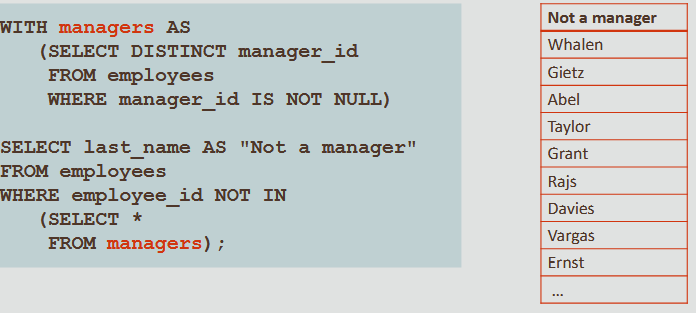 WITH managers AS
(SELECT DISTINCT manager_id
FROM employees
WHERE manager_id IS NOT NULL)
SELECT last_name AS "Not a manager"
FROM employees
WHERE employee_id NOT IN
(SELECT *
FROM managers);
Not a manager
Whalen
Gietz
Abel
Taylor
Grant
Rajs
Davies
Vargas
Ernst
...